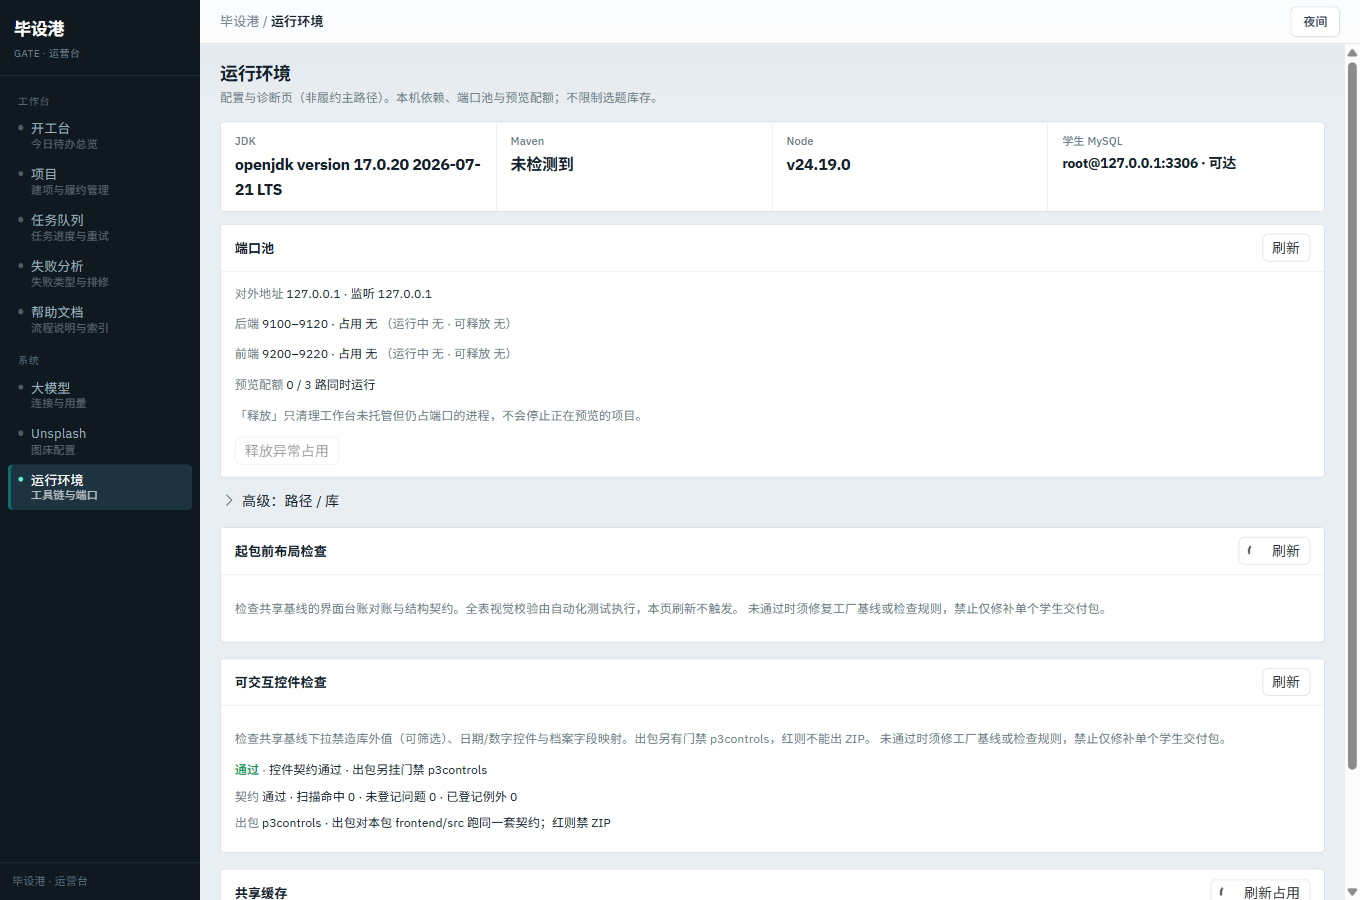 毕设港
GATE · 运营台
工作台
开工台
今日待办总览
项目
建项与履约管理
任务队列
任务进度与重试
失败分析
失败类型与排修
帮助文档
流程说明与索引
系统
大模型
连接与用量
Unsplash
图床配置
运行环境
工具链与端口
毕设港 · 运营台
毕设港 / 运行环境
夜间
运行环境
配置与诊断页（非履约主路径）。本机依赖、端口池与预览配额；不限制选题库存。
JDK
openjdk version 17.0.20 2026-07-
21 LTS
Maven
未检测到
Node
v24.19.0
学生 MySQL
root@127.0.0.1:3306 · 可达
端口池
刷新
对外地址 127.0.0.1 · 监听 127.0.0.1
后端 9100–9120 · 占用 无 （运行中 无 · 可释放 无）
前端 9200–9220 · 占用 无 （运行中 无 · 可释放 无）
预览配额 0 / 3 路同时运行
「释放」只清理工作台未托管但仍占端口的进程，不会停止正在预览的项目。
释放异常占用
高级：路径 / 库
起包前布局检查
刷新
检查共享基线的界面台账对账与结构契约。全表视觉校验由自动化测试执行，本页刷新不触发。 未通过时须修复工厂基线或检查规则，禁止仅修补单个学生交付包。
可交互控件检查
刷新
检查共享基线下拉禁造库外值（可筛选）、日期/数字控件与档案字段映射。出包另有门禁 p3controls，红则不能出 ZIP。 未通过时须修工厂基线或检查规则，禁止仅修补单个学生交付包。
通过 · 控件契约通过 · 出包另挂门禁 p3controls
契约 通过 · 扫描命中 0 · 未登记问题 0 · 已登记例外 0
出包 p3controls · 出包对本包 frontend/src 跑同一套契约；红则禁 ZIP
共享缓存
刷新占用